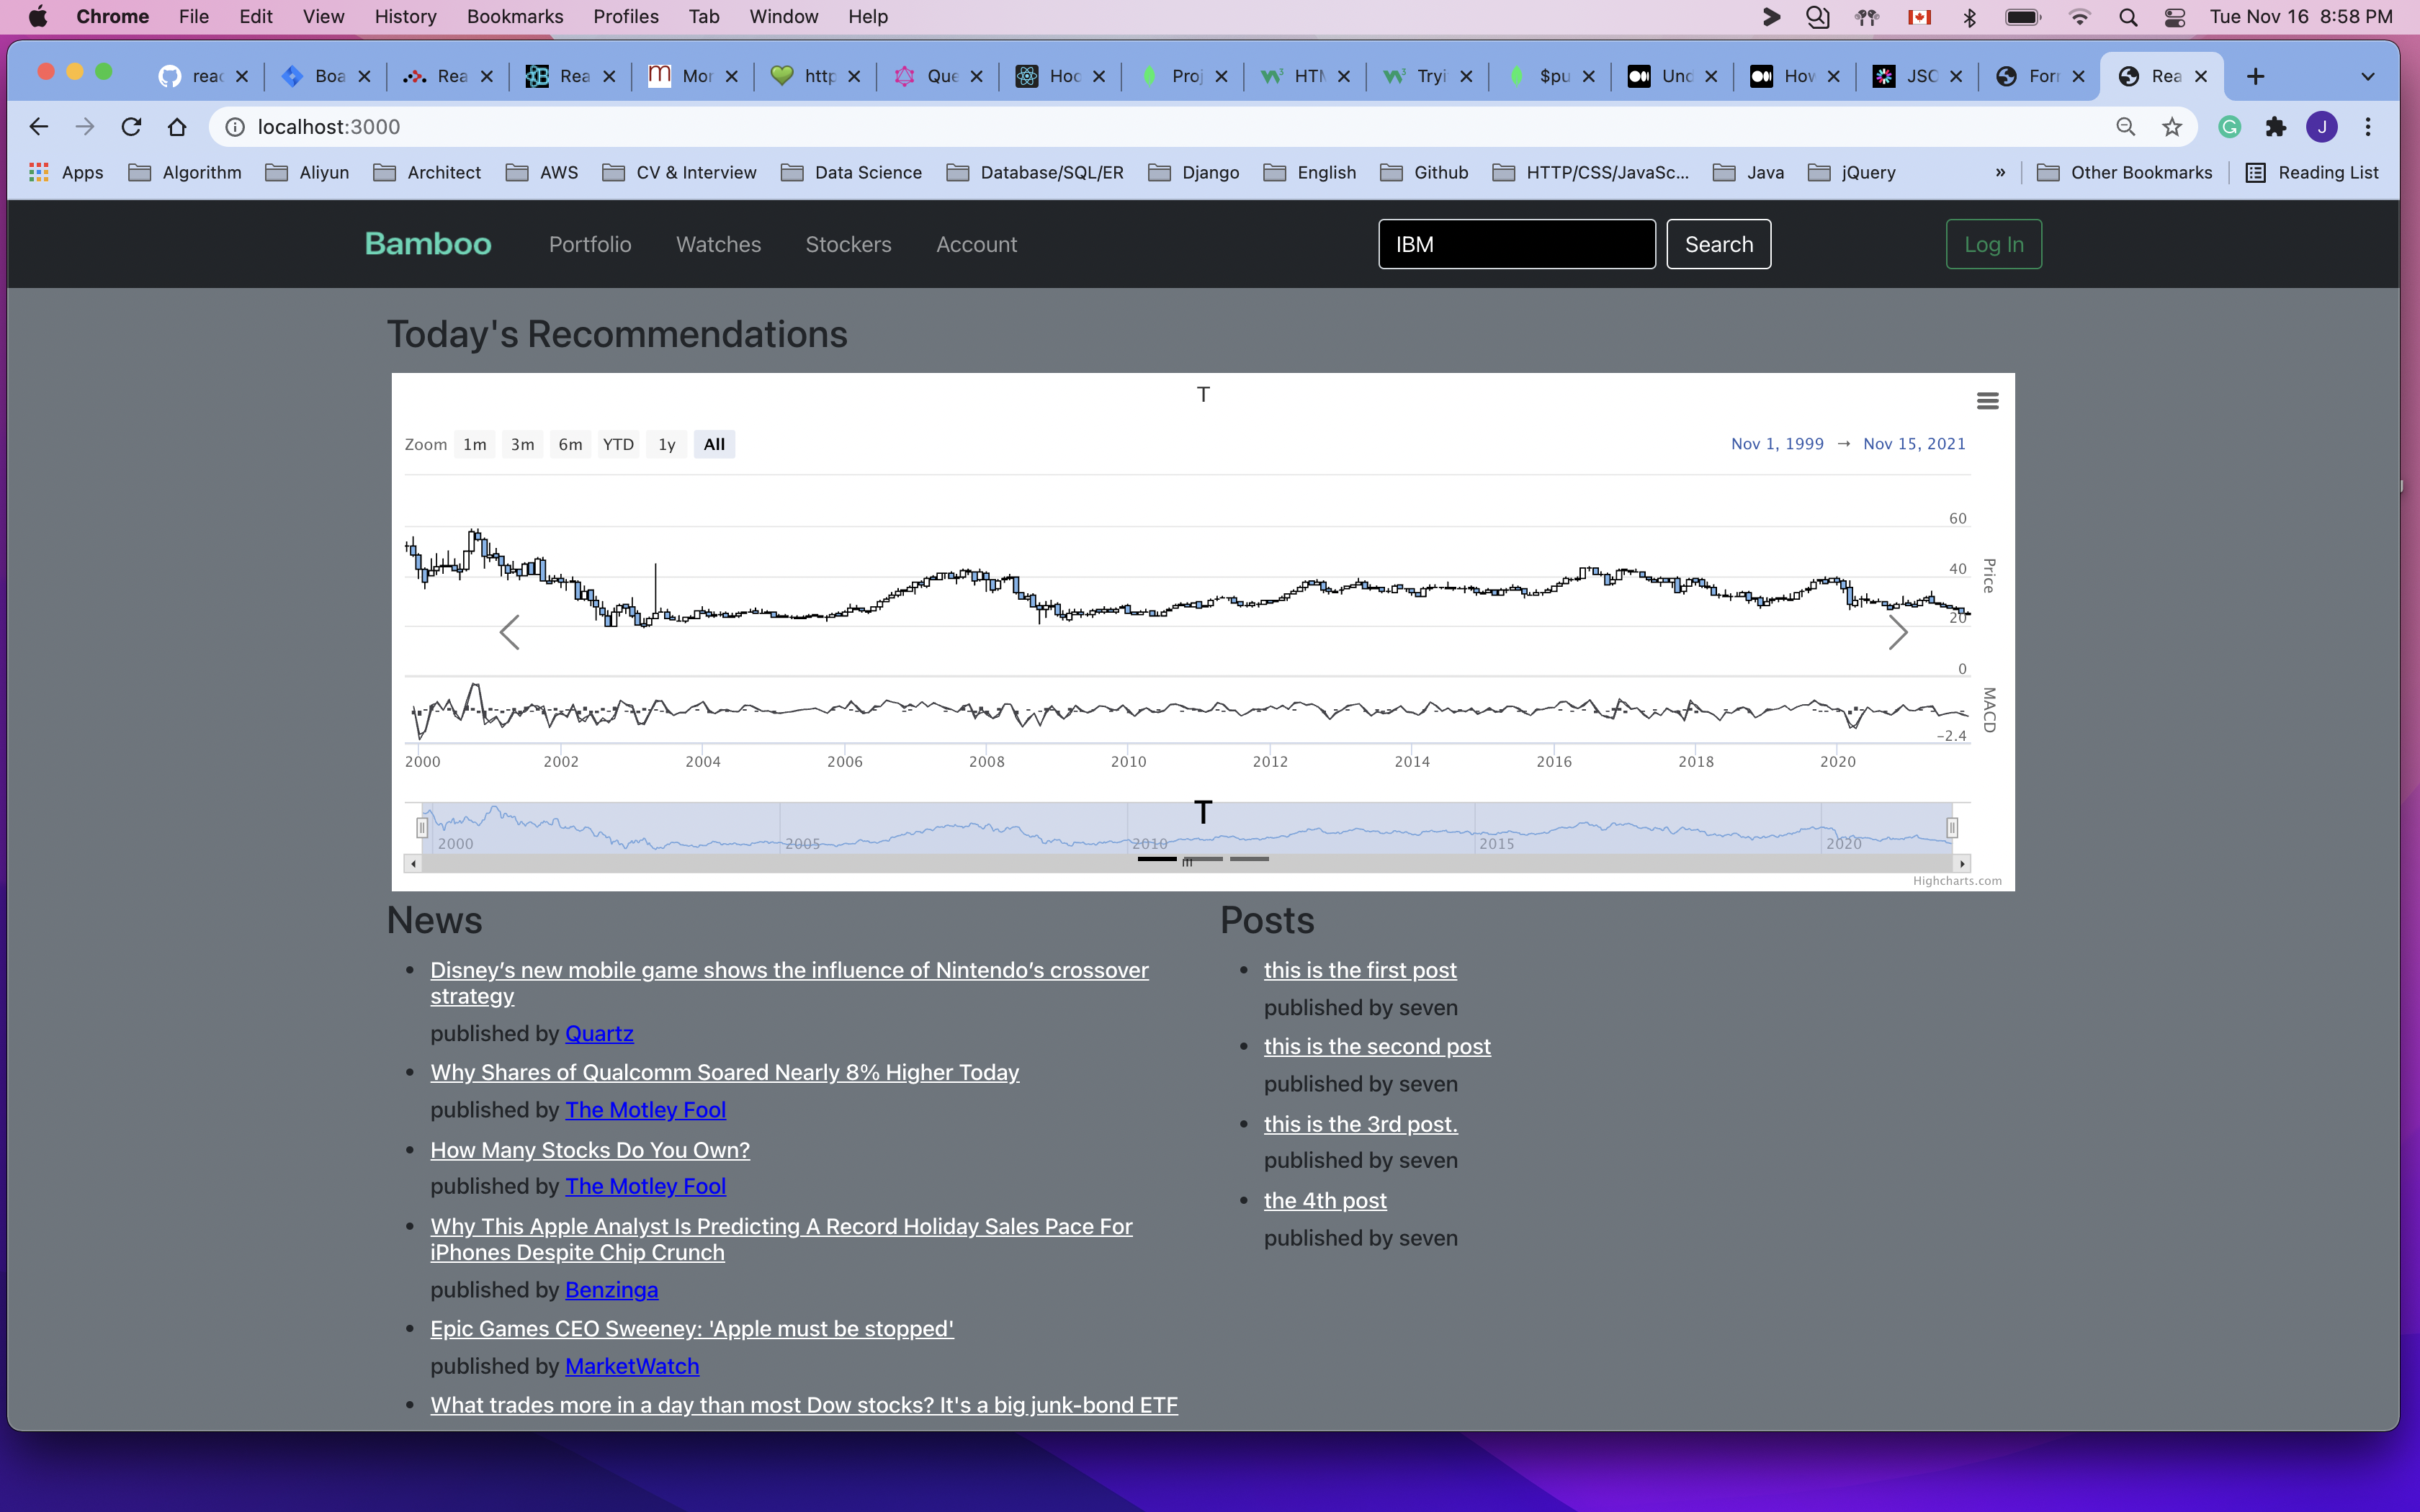 Chrome File Edit View History Bookmarks Profiles Tab Window Help Tue Nov 16 8:58 PM
reac Boa Rea Rea Mor http Que Hoo Proj HTM Tryi $pu Unc How JSO For Rea
localhost:3000 J
Apps Algorithm Aliyun Architect AWS CV & Interview Data Science Database/SQL/ER Django English Github HTTP/CSS/JavaSc... Java jQuery » Other Bookmarks Reading List
Bamboo Portfolio Watches Stockers Account IBM Search Log In
Today's Recommendations
T
Zoom 1m 3m 6m YTD 1y All Nov 1, 1999 → Nov 15, 2021
60
40
20
0
Price
MACD
−2.4
2000 2002 2004 2006 2008 2010 2012 2014 2016 2018 2020
T
2000 2005 2010 2015 2020
Highcharts.com
News
Disney’s new mobile game shows the influence of Nintendo’s crossover
strategy
published by Quartz
Why Shares of Qualcomm Soared Nearly 8% Higher Today
published by The Motley Fool
How Many Stocks Do You Own?
published by The Motley Fool
Why This Apple Analyst Is Predicting A Record Holiday Sales Pace For
iPhones Despite Chip Crunch
published by Benzinga
Epic Games CEO Sweeney: 'Apple must be stopped'
published by MarketWatch
What trades more in a day than most Dow stocks? It's a big junk-bond ETF
Posts
this is the first post
published by seven
this is the second post
published by seven
this is the 3rd post.
published by seven
the 4th post
published by seven